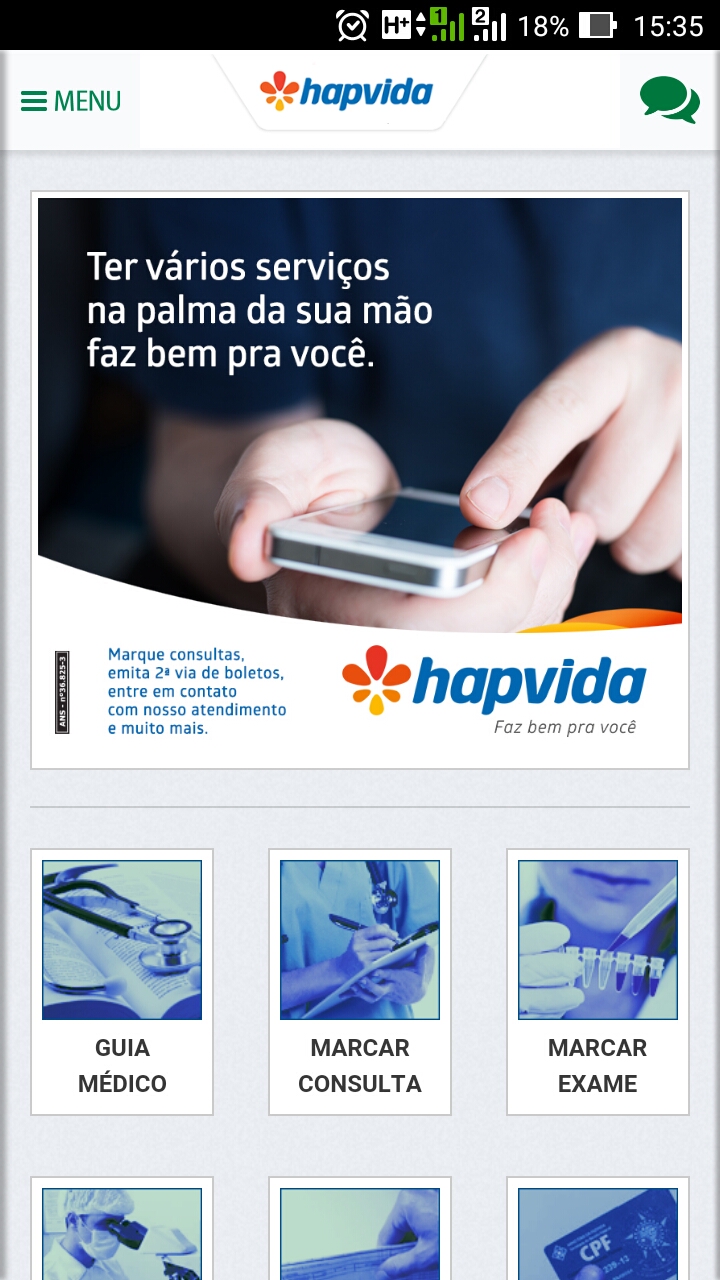 H+ 1 2 18% 15:35
MENU
hapvida
Ter vários serviços
na palma da sua mão
faz bem pra você.
ANS - nº36.825-3
Marque consultas,
emita 2ª via de boletos,
entre em contato
com nosso atendimento
e muito mais.
hapvida
Faz bem pra você
GUIA
MÉDICO
MARCAR
CONSULTA
MARCAR
EXAME
CPF